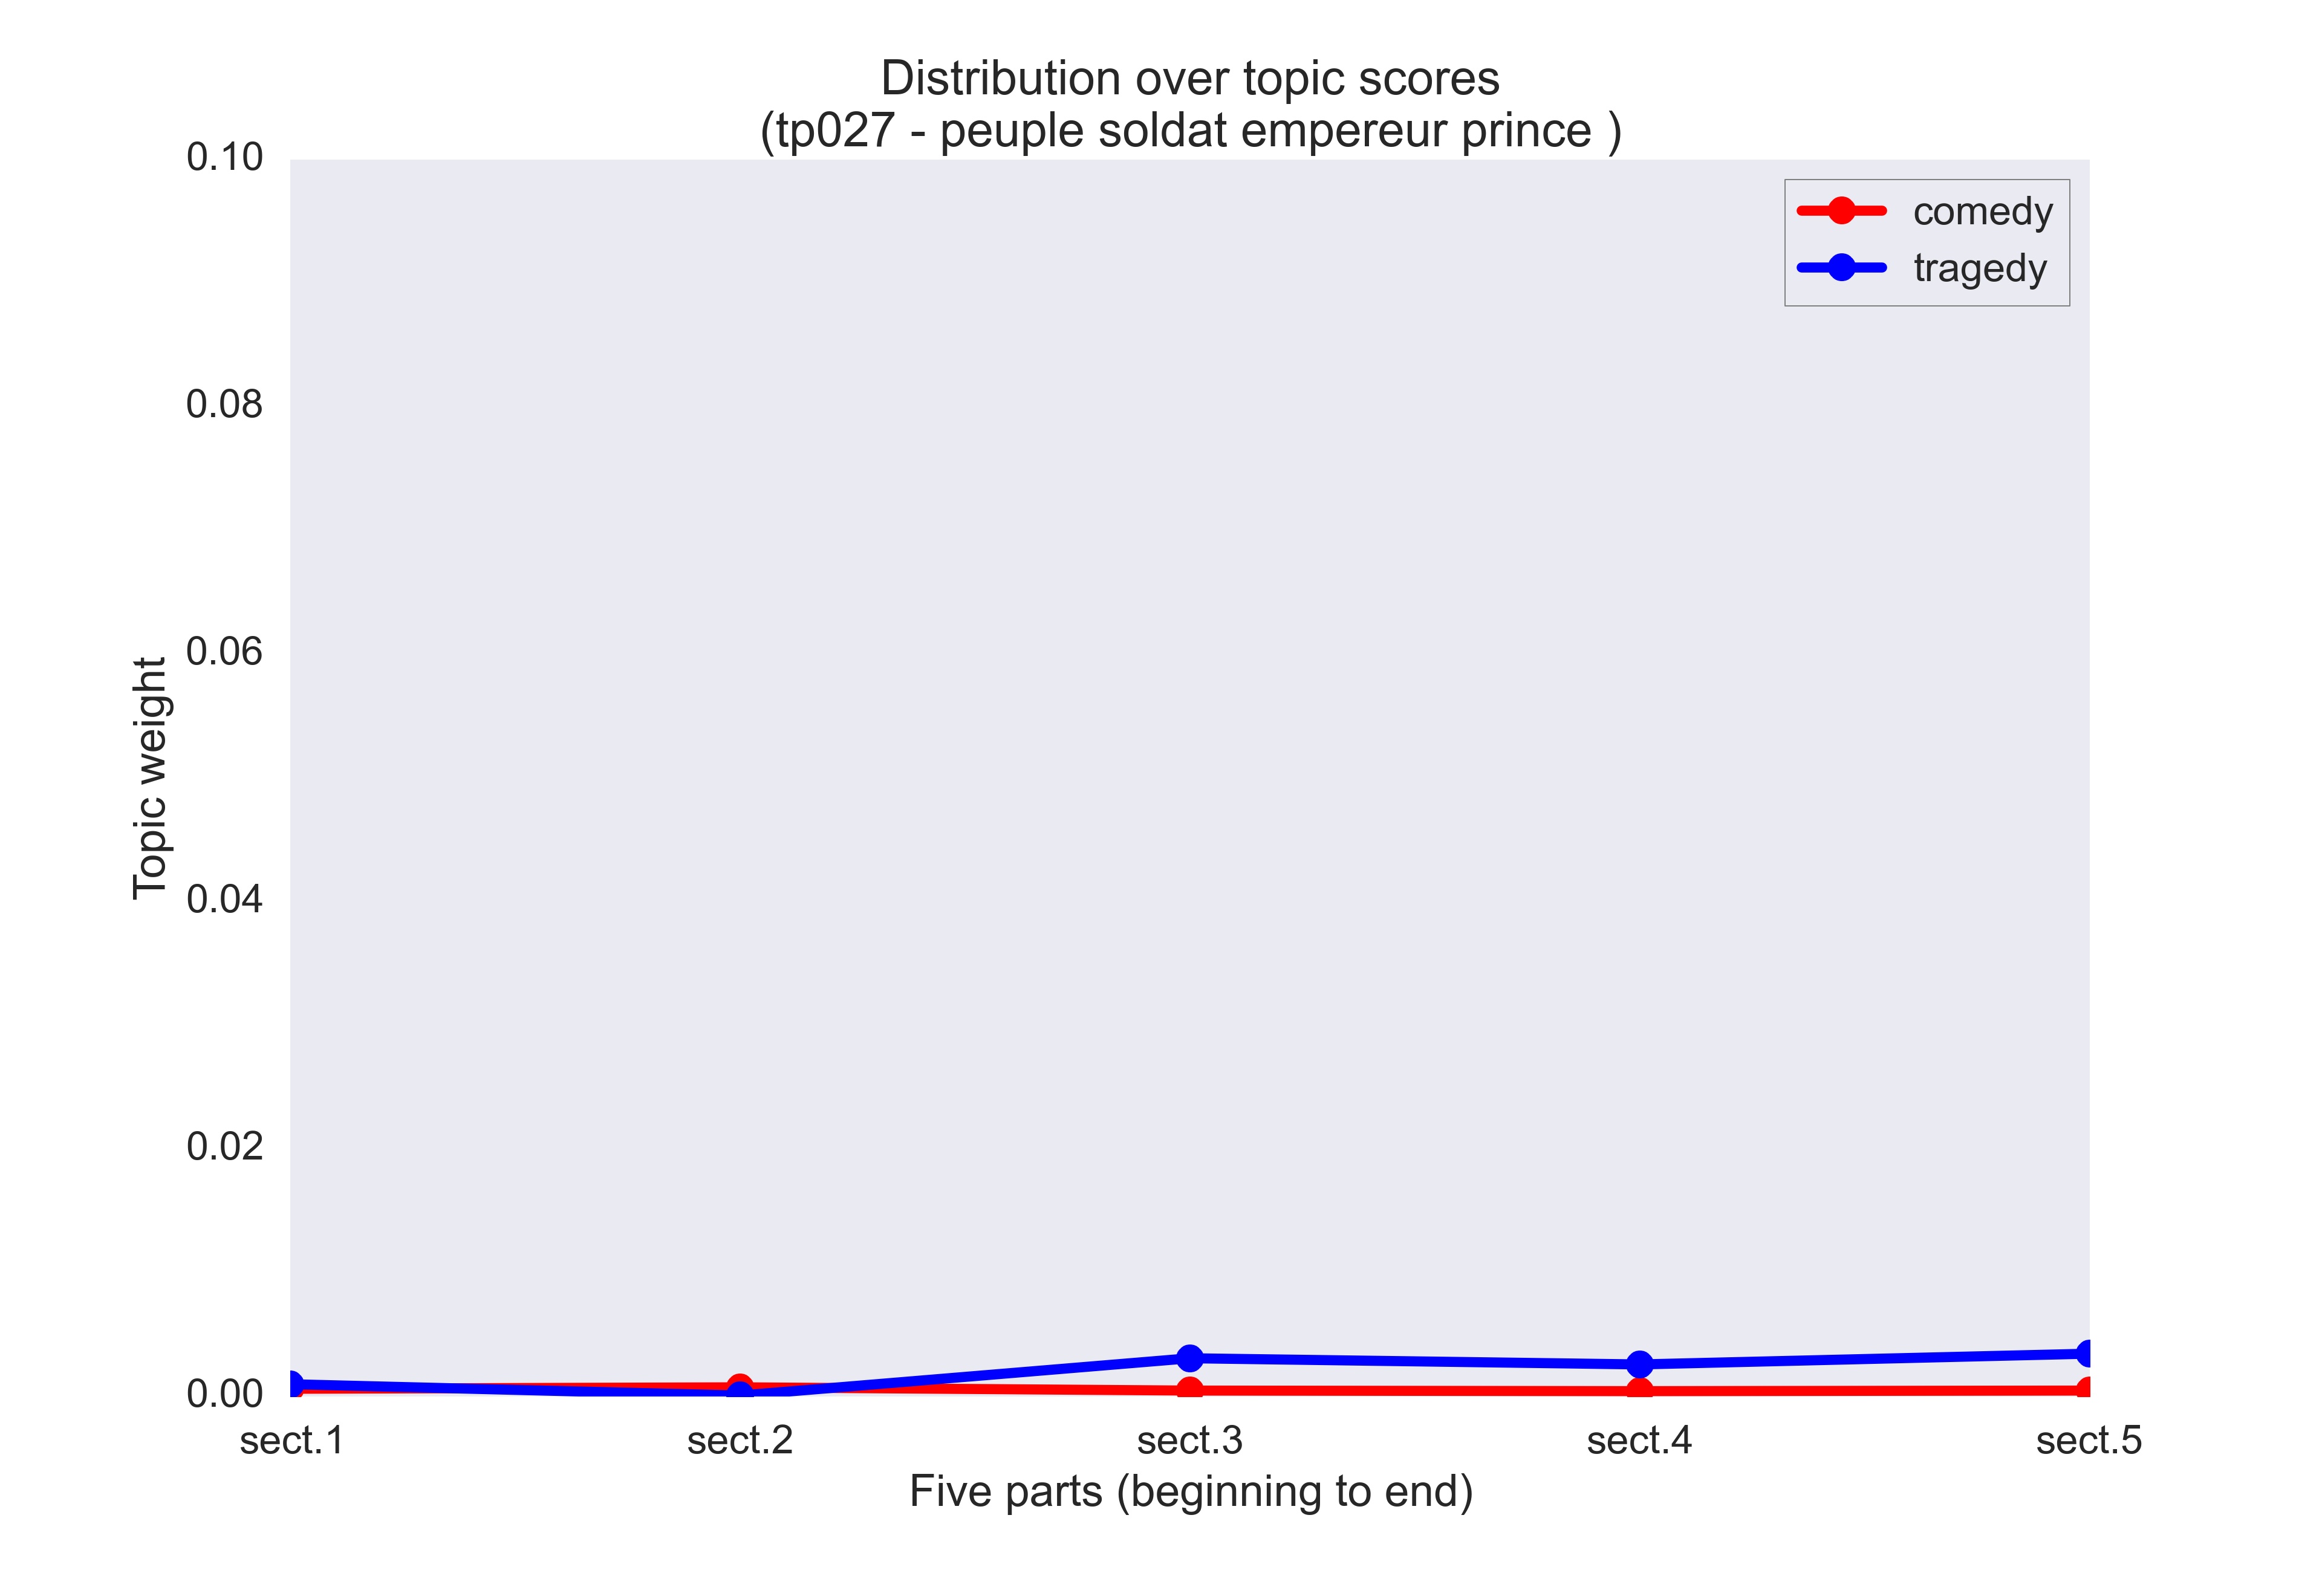 Distribution over topic scores
(tp027 - peuple soldat empereur prince )
0.10
0.08
0.06
0.04
0.02
0.00
Topic weight
comedy
tragedy
sect.1
sect.2
sect.3
sect.4
sect.5
Five parts (beginning to end)